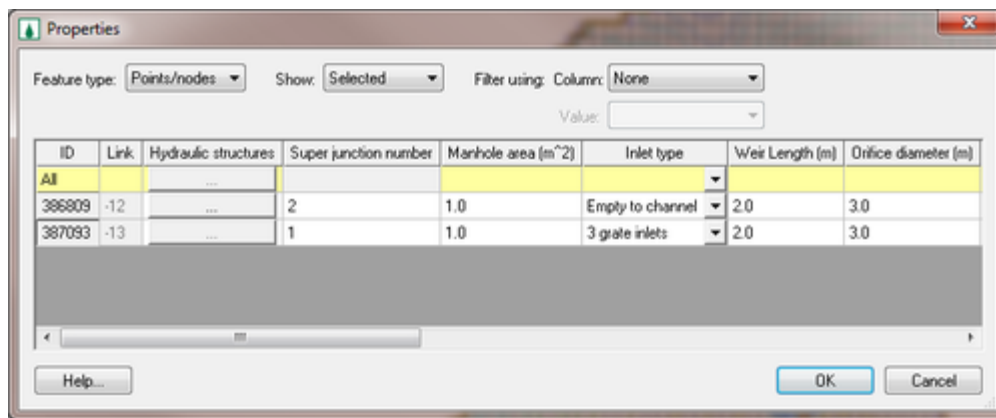 Properties
Feature type: Points/nodes Show: Selected Filter using: Column: None
Value:
ID Link Hydraulic structures Super junction number Manhole area (m^2) Inlet type Weir Length (m) Orifice diameter (m)
All ...
386809 -12 ... 2 1.0 Empty to channel 2.0 3.0
387093 -13 ... 1 1.0 3 grate inlets 2.0 3.0
Help... OK Cancel